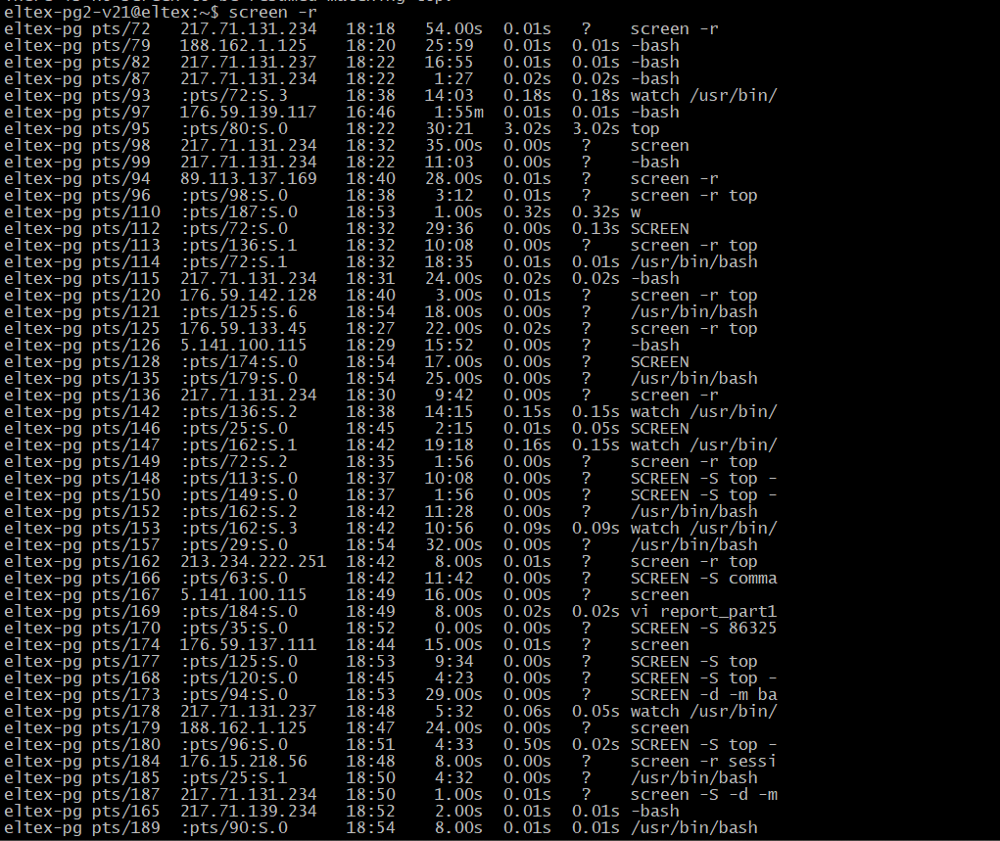 eltex-pg2-v21@eltex:~$ screen -r
eltex-pg pts/72   217.71.131.234   18:18   54.00s  0.01s   ?    screen -r
eltex-pg pts/79   188.162.1.125    18:20   25:59   0.01s  0.01s -bash
eltex-pg pts/82   217.71.131.237   18:22   16:55   0.01s  0.01s -bash
eltex-pg pts/87   217.71.131.234   18:22    1:27   0.02s  0.02s -bash
eltex-pg pts/93   :pts/72:S.3      18:38   14:03   0.18s  0.18s watch /usr/bin/
eltex-pg pts/97   176.59.139.117   16:46    1:55m  0.01s  0.01s -bash
eltex-pg pts/95   :pts/80:S.0      18:22   30:21   3.02s  3.02s top
eltex-pg pts/98   217.71.131.234   18:32   35.00s  0.00s   ?    screen
eltex-pg pts/99   217.71.131.234   18:22   11:03   0.00s   ?    -bash
eltex-pg pts/94   89.113.137.169   18:40   28.00s  0.01s   ?    screen -r
eltex-pg pts/96   :pts/98:S.0      18:38    3:12   0.01s   ?    screen -r top
eltex-pg pts/110  :pts/187:S.0     18:53    1.00s  0.32s  0.32s w
eltex-pg pts/112  :pts/72:S.0      18:32   29:36   0.00s  0.13s SCREEN
eltex-pg pts/113  :pts/136:S.1     18:32   10:08   0.00s   ?    screen -r top
eltex-pg pts/114  :pts/72:S.1      18:32   18:35   0.01s  0.01s /usr/bin/bash
eltex-pg pts/115  217.71.131.234   18:31   24.00s  0.02s  0.02s -bash
eltex-pg pts/120  176.59.142.128   18:40    3.00s  0.01s   ?    screen -r top
eltex-pg pts/121  :pts/125:S.6     18:54   18.00s  0.00s   ?    /usr/bin/bash
eltex-pg pts/125  176.59.133.45    18:27   22.00s  0.02s   ?    screen -r top
eltex-pg pts/126  5.141.100.115    18:29   15:52   0.00s   ?    -bash
eltex-pg pts/128  :pts/174:S.0     18:54   17.00s  0.00s   ?    SCREEN
eltex-pg pts/135  :pts/179:S.0     18:54   25.00s  0.00s   ?    /usr/bin/bash
eltex-pg pts/136  217.71.131.234   18:30    9:42   0.00s   ?    screen -r
eltex-pg pts/142  :pts/136:S.2     18:38   14:15   0.15s  0.15s watch /usr/bin/
eltex-pg pts/146  :pts/25:S.0      18:45    2:15   0.01s  0.05s SCREEN
eltex-pg pts/147  :pts/162:S.1     18:42   19:18   0.16s  0.15s watch /usr/bin/
eltex-pg pts/149  :pts/72:S.2      18:35    1:56   0.00s   ?    screen -r top
eltex-pg pts/148  :pts/113:S.0     18:37   10:08   0.00s   ?    SCREEN -S top -
eltex-pg pts/150  :pts/149:S.0     18:37    1:56   0.00s   ?    SCREEN -S top -
eltex-pg pts/152  :pts/162:S.2     18:42   11:28   0.00s   ?    /usr/bin/bash
eltex-pg pts/153  :pts/162:S.3     18:42   10:56   0.09s  0.09s watch /usr/bin/
eltex-pg pts/157  :pts/29:S.0      18:54   32.00s  0.00s   ?    /usr/bin/bash
eltex-pg pts/162  213.234.222.251  18:42    8.00s  0.01s   ?    screen -r top
eltex-pg pts/166  :pts/63:S.0      18:42   11:42   0.00s   ?    SCREEN -S comma
eltex-pg pts/167  5.141.100.115    18:49   16.00s  0.00s   ?    screen
eltex-pg pts/169  :pts/184:S.0     18:49    8.00s  0.02s  0.02s vi report_part1
eltex-pg pts/170  :pts/35:S.0      18:52    0.00s  0.00s   ?    SCREEN -S 86325
eltex-pg pts/174  176.59.137.111   18:44   15.00s  0.01s   ?    screen
eltex-pg pts/177  :pts/125:S.0     18:53    9:34   0.00s   ?    SCREEN -S top
eltex-pg pts/168  :pts/120:S.0     18:45    4:23   0.00s   ?    SCREEN -S top -
eltex-pg pts/173  :pts/94:S.0      18:53   29.00s  0.00s   ?    SCREEN -d -m ba
eltex-pg pts/178  217.71.131.237   18:48    5:32   0.06s  0.05s watch /usr/bin/
eltex-pg pts/179  188.162.1.125    18:47   24.00s  0.00s   ?    screen
eltex-pg pts/180  :pts/96:S.0      18:51    4:33   0.50s  0.02s SCREEN -S top -
eltex-pg pts/184  176.15.218.56    18:48    8.00s  0.00s   ?    screen -r sessi
eltex-pg pts/185  :pts/25:S.1      18:50    4:32   0.00s   ?    /usr/bin/bash
eltex-pg pts/187  217.71.131.234   18:50    1.00s  0.01s   ?    screen -S -d -m
eltex-pg pts/165  217.71.139.234   18:52    2.00s  0.01s  0.01s -bash
eltex-pg pts/189  :pts/90:S.0      18:54    8.00s  0.01s  0.01s /usr/bin/bash